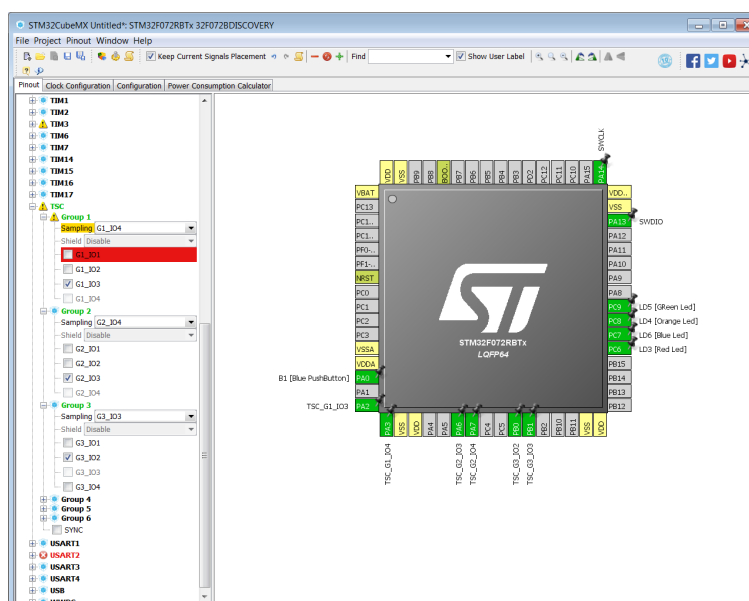 STM32CubeMX Untitled*: STM32F072RBTx 32F072BDISCOVERY
File Project Pinout Window Help
Keep Current Signals Placement Find Show User Label
Pinout Clock Configuration Configuration Power Consumption Calculator
TIM1
TIM2
TIM3
TIM6
TIM7
TIM14
TIM15
TIM16
TIM17
TSC
Group 1
Sampling G1_IO4
Shield Disable
G1_IO1
G1_IO2
G1_IO3
G1_IO4
Group 2
Sampling G2_IO4
Shield Disable
G2_IO1
G2_IO2
G2_IO3
G2_IO4
Group 3
Sampling G3_IO3
Shield Disable
G3_IO1
G3_IO2
G3_IO3
G3_IO4
Group 4
Group 5
Group 6
SYNC
USART1
USART2
USART3
USART4
USB
SWCLK
VDD VSS PB9 PB8 BOO.. PB7 PB6 PB5 PB4 PB3 PD2 PC12 PC11 PC10 PA15 PA14
VBAT
PC13
PC1..
PC1..
PF0-..
PF1-..
NRST
PC0
PC1
PC2
PC3
VSSA
VDDA
B1 [Blue PushButton] PA0
PA1
TSC_G1_IO3 PA2
ST
STM32F072RBTx
LQFP64
VDD..
VSS
PA13 SWDIO
PA12
PA11
PA10
PA9
PA8
PC9 LD5 [GReen Led]
PC8 LD4 [Orange Led]
PC7 LD6 [Blue Led]
PC6 LD3 [Red Led]
PB15
PB14
PB13
PB12
PA3 VSS VDD PA4 PA5 PA6 PA7 PC4 PC5 PB0 PB1 PB2 PB10 PB11 VSS VDD
TSC_G1_IO4 TSC_G2_IO3 TSC_G2_IO4 TSC_G3_IO2 TSC_G3_IO3